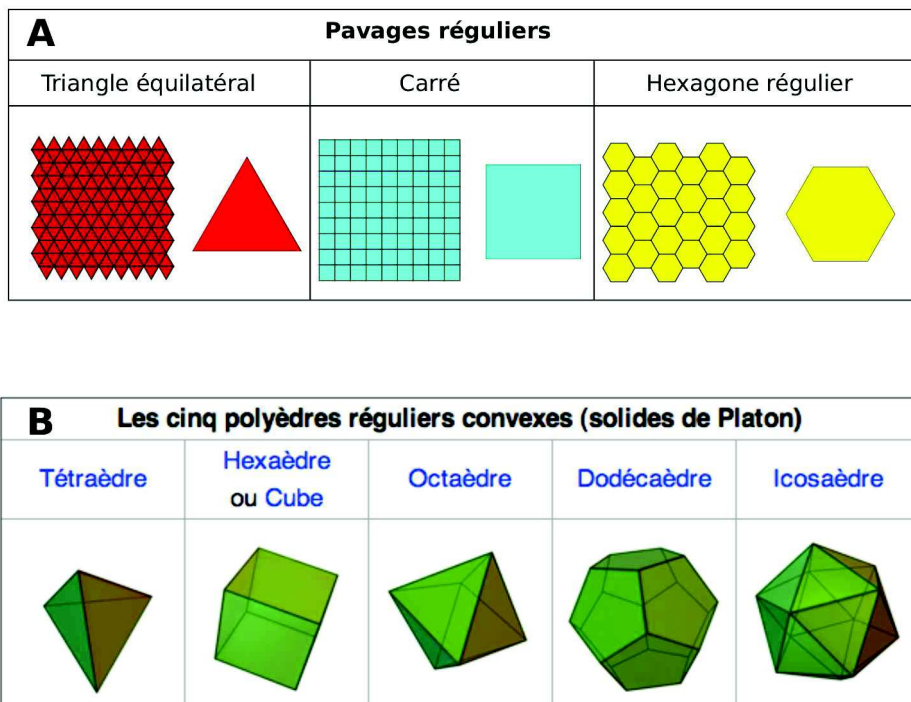 A
Pavages réguliers
Triangle équilatéral
Carré
Hexagone régulier
B
Les cinq polyèdres réguliers convexes (solides de Platon)
Tétraèdre
Hexaèdre
ou Cube
Octaèdre
Dodécaèdre
Icosaèdre